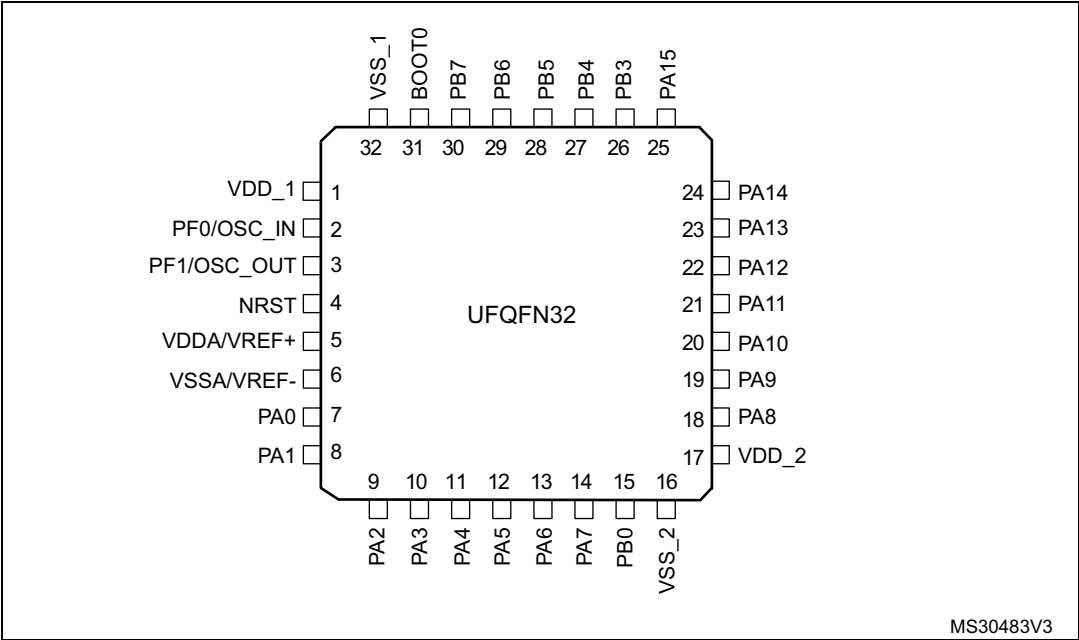 VSS_1
BOOT0
PB7
PB6
PB5
PB4
PB3
PA15
32 31 30 29 28 27 26 25
VDD_1 1
PF0/OSC_IN 2
PF1/OSC_OUT 3
NRST 4
VDDA/VREF+ 5
VSSA/VREF- 6
PA0 7
PA1 8
UFQFN32
24 PA14
23 PA13
22 PA12
21 PA11
20 PA10
19 PA9
18 PA8
17 VDD_2
9 10 11 12 13 14 15 16
PA2
PA3
PA4
PA5
PA6
PA7
PB0
VSS_2
MS30483V3